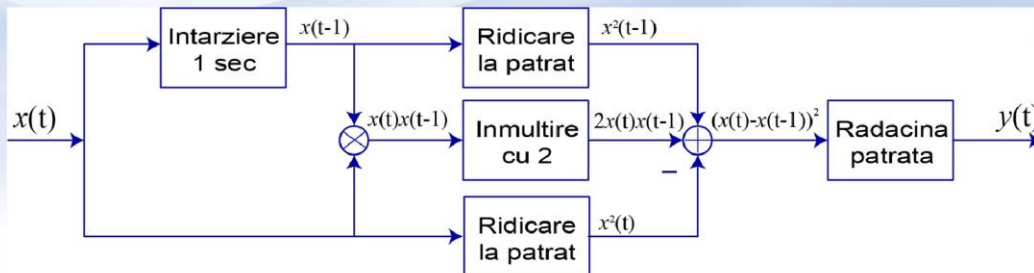 x(t)
Intarziere
1 sec
x(t-1)
Ridicare
la patrat
x²(t-1)
x(t)x(t-1)
Inmultire
cu 2
2x(t)x(t-1)
−
(x(t)-x(t-1))²
Radacina
patrata
y(t)
Ridicare
la patrat
x²(t)